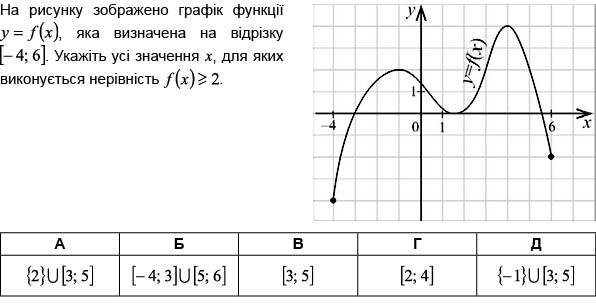 На рисунку зображено графік функції
y = f(x), яка визначена на відрізку
[−4; 6]. Укажіть усі значення x, для яких
виконується нерівність f(x) ⩾ 2.
y
y=f(x)
1
−4
0
1
6
x
А
Б
В
Г
Д
{2}∪[3; 5]
[−4; 3]∪[5; 6]
[3; 5]
[2; 4]
{−1}∪[3; 5]